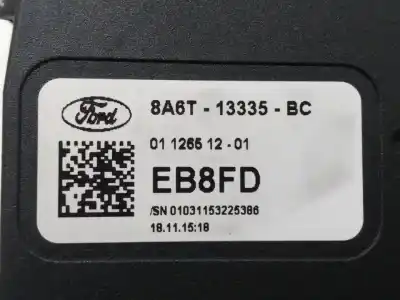 Ford
8A6T - 13335 - BC
01 1265 12 - 01
EB8FD
/SN 01031153225386
18.11.15:18